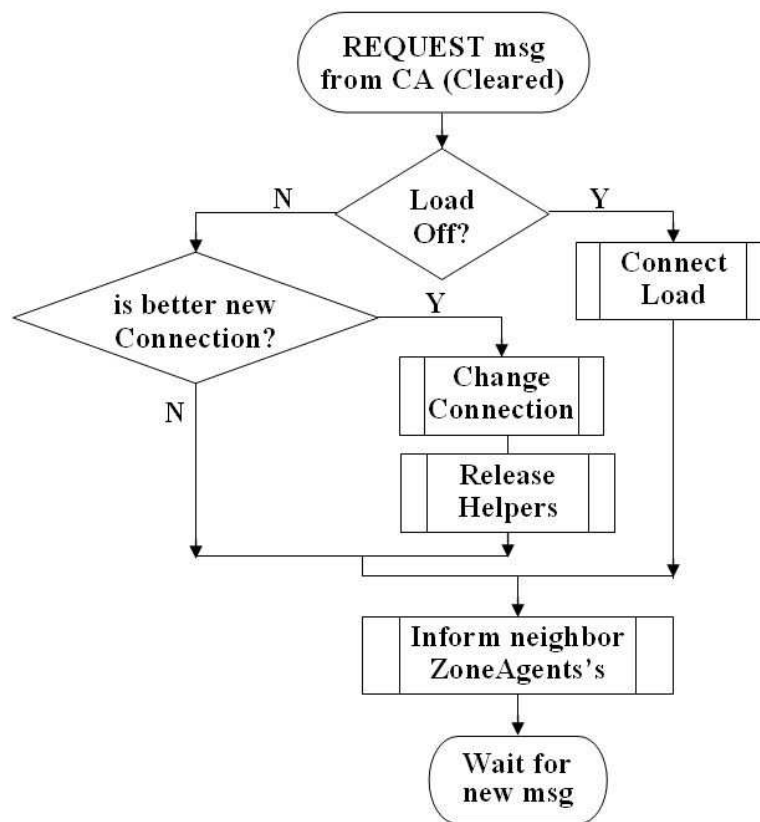 REQUEST msg
from CA (Cleared)
N
Load
Off?
Y
Connect
Load
is better new
Connection?
Y
Change
Connection
N
Release
Helpers
Inform neighbor
ZoneAgents's
Wait for
new msg